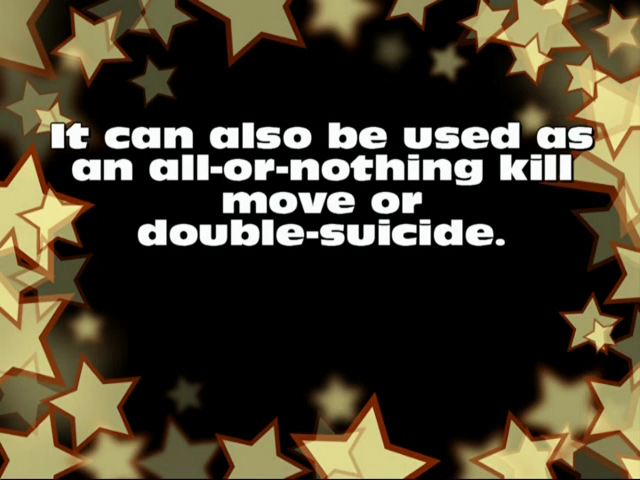 It can also be used as
an all-or-nothing kill
move or
double-suicide.